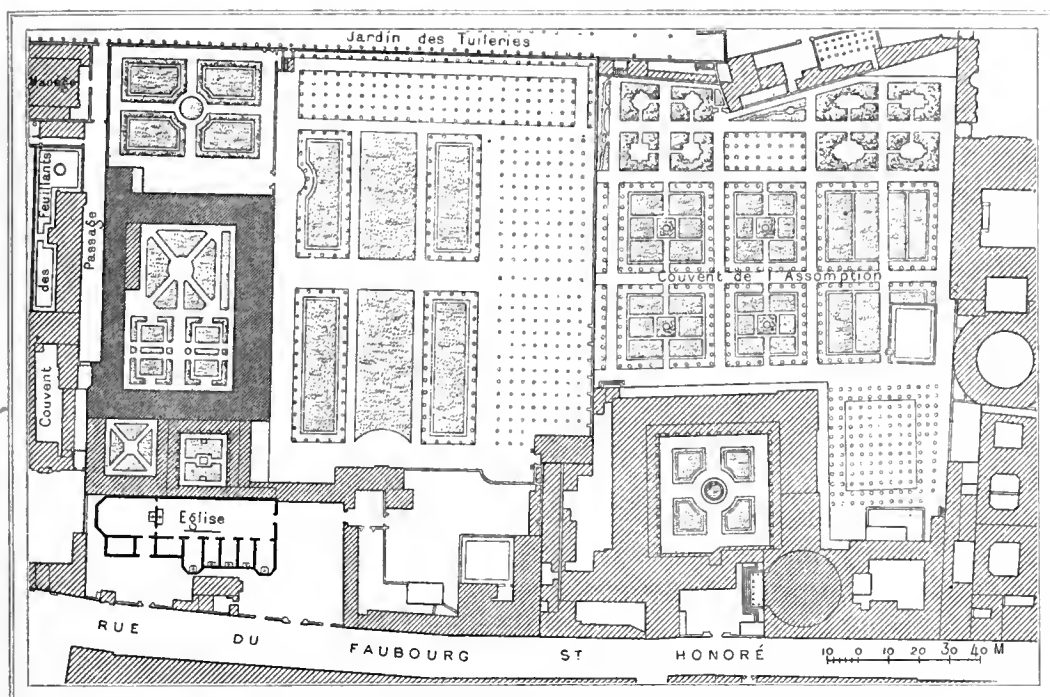 Jardin des Tuileries
Manège
Couvent des Feuillants
Passage
Couvent de l'Assomption
Eglise
RUE DU FAUBOURG ST HONORÉ
10 0 10 20 30 40 M